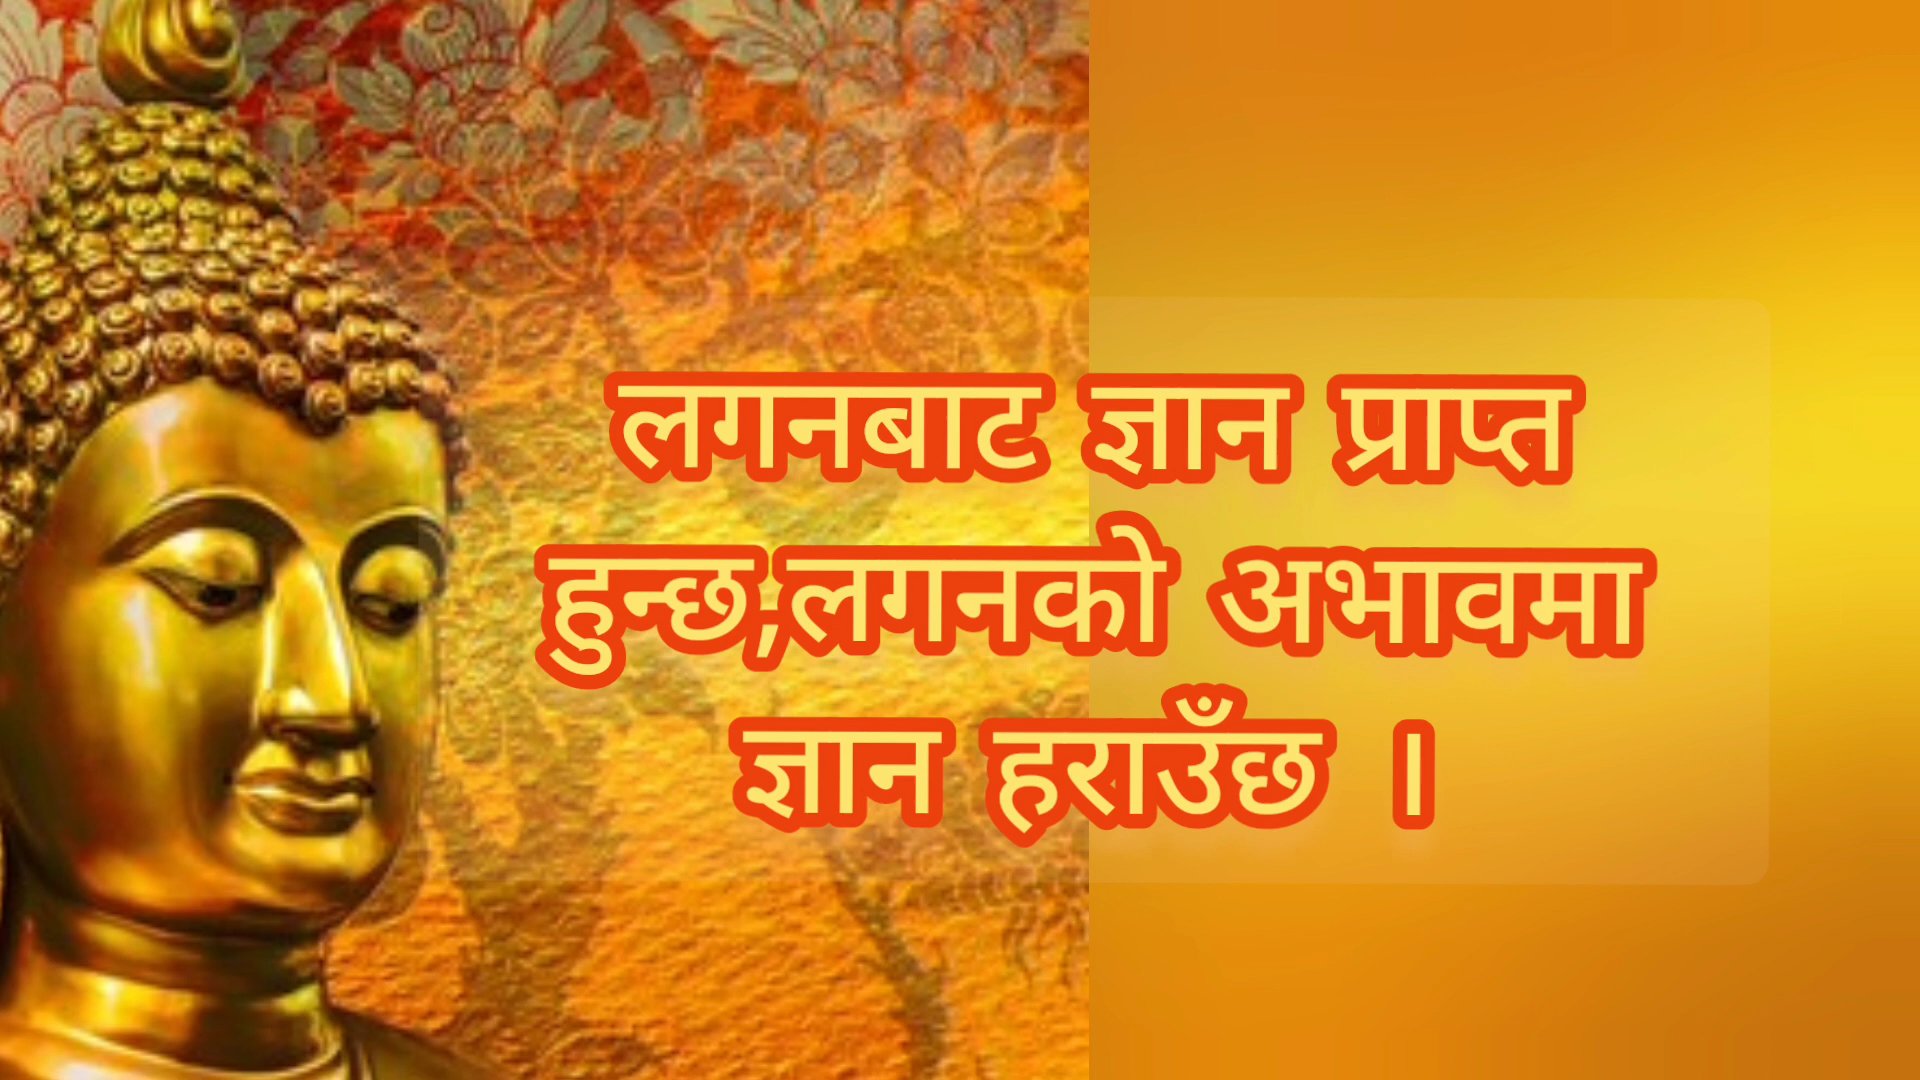 लगनबाट ज्ञान प्राप्त
हुन्छ,लगनको अभावमा
ज्ञान हराउँछ ।